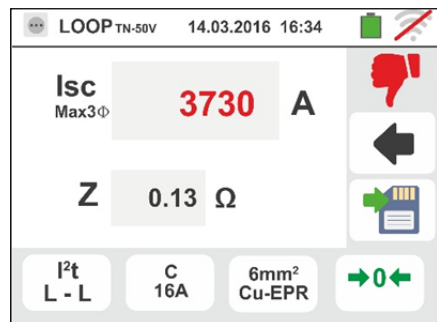 LOOP TN-50V 14.03.2016 16:34
Isc 3730 A
Max3Φ
Z 0.13 Ω
I²t C 6mm² →0←
L - L 16A Cu-EPR